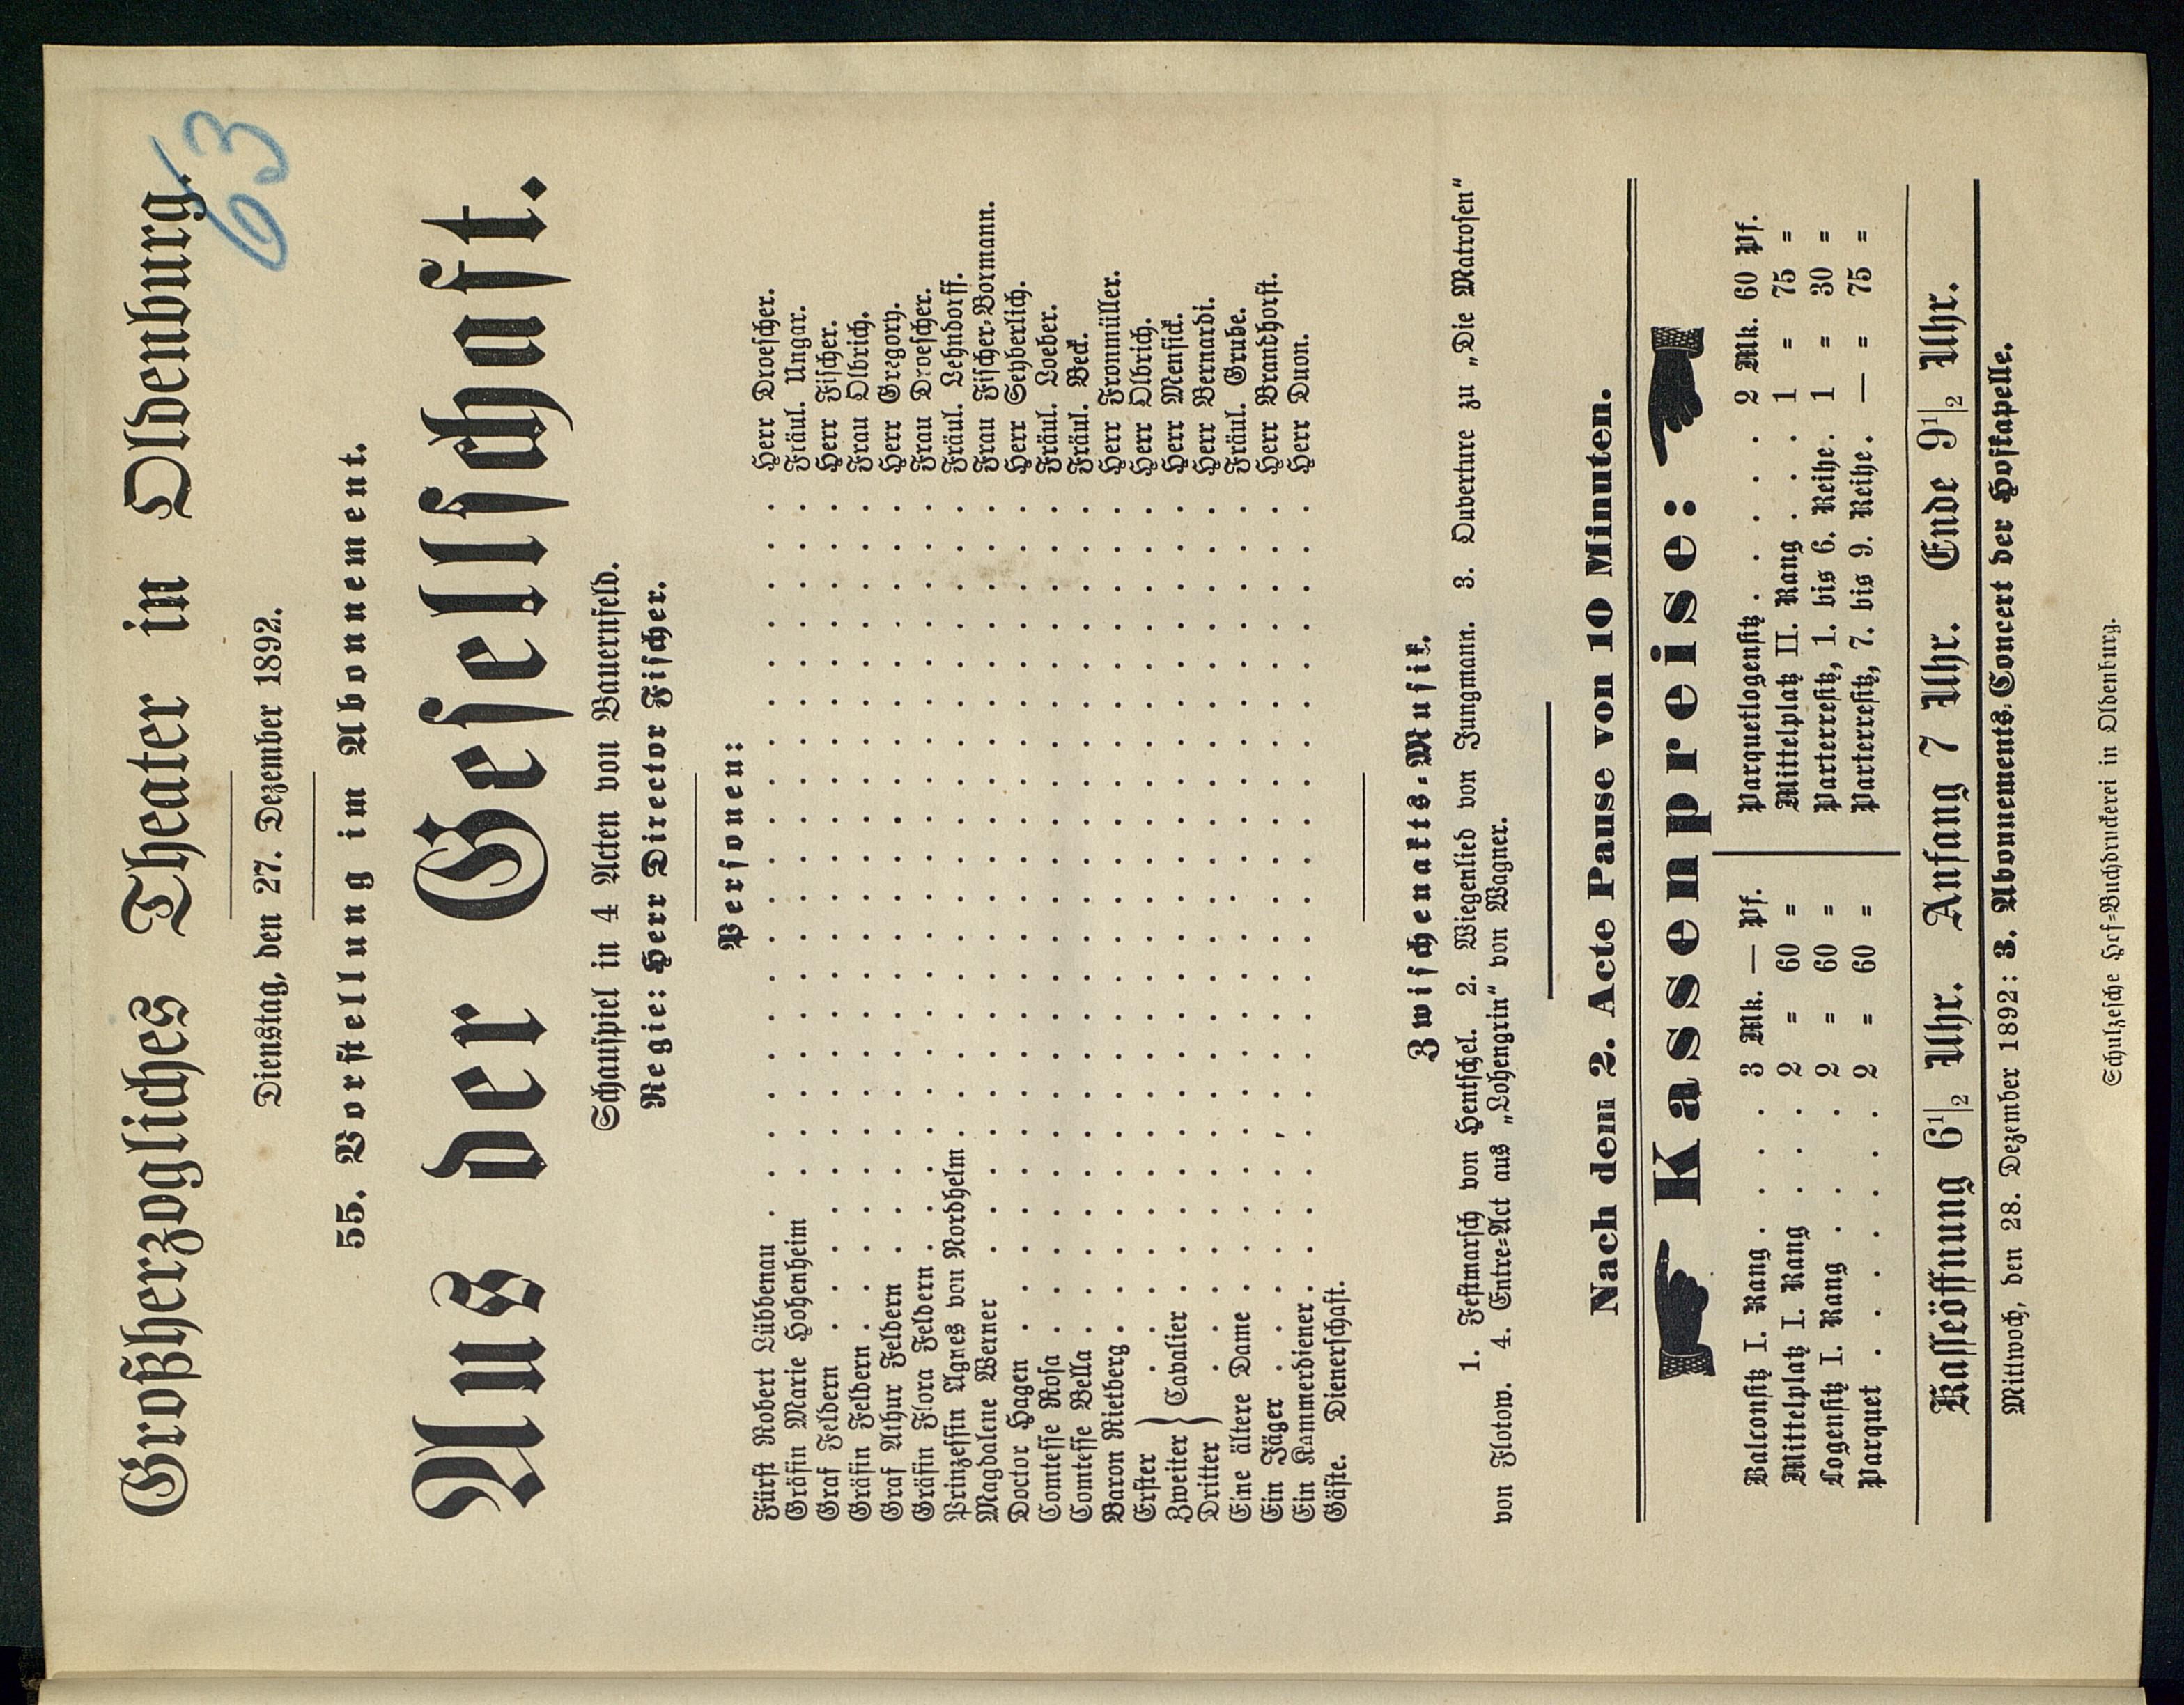 Großherzogliches Theater in Oldenburg.
63
Dienstag, den 27. Dezember 1892.
55. Vorstellung im Abonnement.
Aus der Gesellschaft.
Schauspiel in 4 Acten von Bauernfeld.
Regie: Herr Director Fischer.
Personen:
Fürst Robert Lübbenau . . . Herr Droescher.
Gräfin Marie Hohenheim . . . Fräul. Ungar.
Graf Feldern . . . Herr Fischer.
Gräfin Feldern . . . Frau Olbrich.
Graf Athur Feldern . . . Herr Gregory.
Gräfin Flora Feldern . . . Frau Droescher.
Prinzessin Agnes von Nordhelm . . . Fräul. Lehndorff.
Magdalene Werner . . . Frau Fischer-Bormann.
Doctor Hagen . . . Herr Seyberlich.
Comtesse Rosa . . . Fräul. Loeber.
Comtesse Bella . . . Fräul. Beck.
Baron Rietberg . . . Herr Fronmüller.
Erster . . . Herr Olbrich.
Zweiter } Cavalier . . . Herr Mensick.
Dritter . . . Herr Bernardi.
Eine ältere Dame . . . Fräul. Grube.
Ein Jäger . . . Herr Brandhorst.
Ein Kammerdiener . . . Herr Duon.
Gäste. Dienerschaft.
Zwischenakts-Musik.
1. Festmarsch von Hentschel. 2. Wiegenlied von Jungmann. 3. Ouverture zu „Die Matrosen“
von Flotow. 4. Entre-Act aus „Lohengrin“ von Wagner.
Nach dem 2. Acte Pause von 10 Minuten.
Kassenpreise:
Balconsitz I. Rang . . . 3 Mk. — Pf.
Mittelplatz I. Rang . . . 2 = 60 =
Logensitz I. Rang . . . 2 = 60 =
Parquet . . . 2 = 60 =
Parquetlogensitz . . . 2 Mk. 60 Pf.
Mittelplatz II. Rang . . . 1 = 75 =
Parterresitz, 1. bis 6. Reihe. 1 = 30 =
Parterresitz, 7. bis 9. Reihe. — = 75 =
Kasseöffnung 6 1/2 Uhr. Anfang 7 Uhr. Ende 9 1/2 Uhr.
Mittwoch, den 28. Dezember 1892: 3. Abonnements-Concert der Hofkapelle.
Schulzesche Hof-Buchdruckerei in Oldenburg.